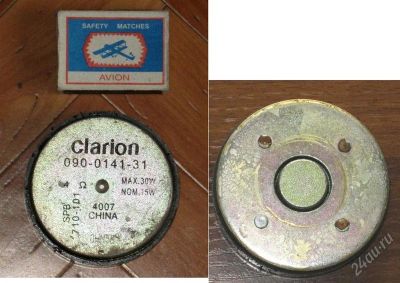 SAFETY MATCHES
AVION
clarion
090-0141-31
MAX.30W
NOM.15W
4007
CHINA
24au.ru